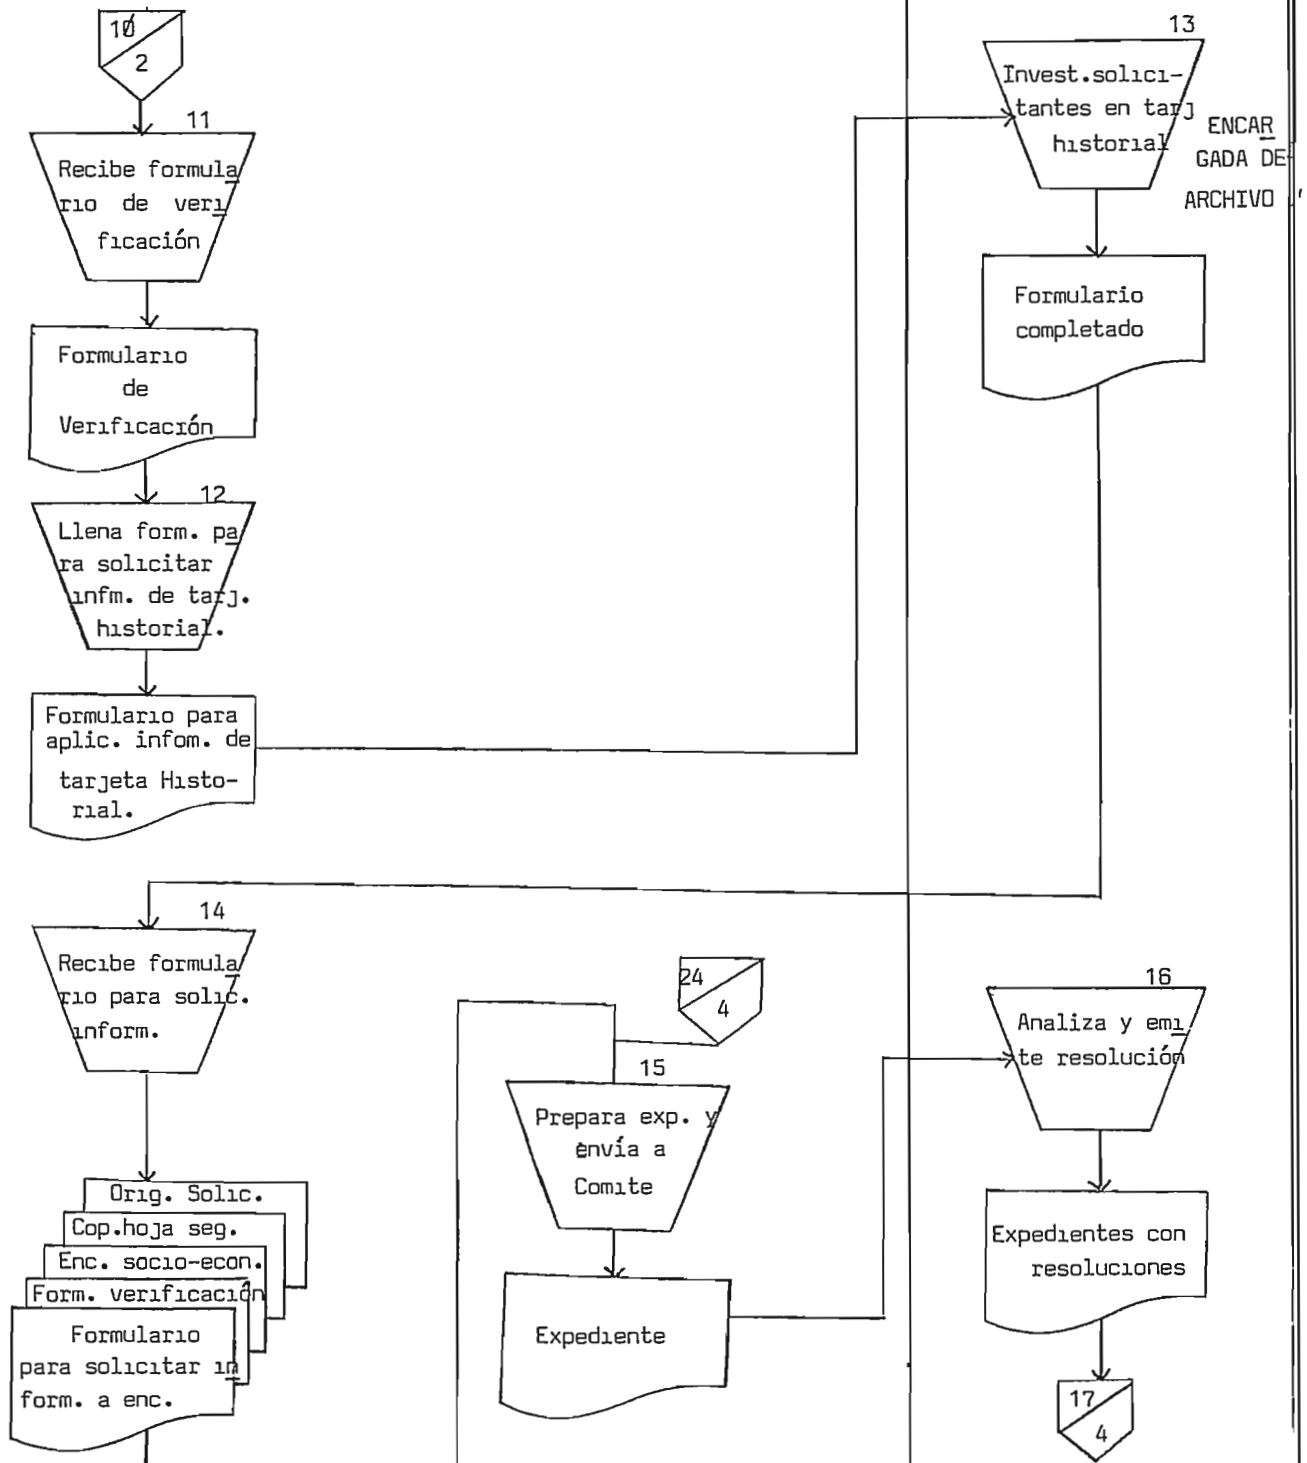 10
2
11
Recibe formula
rio de veri
ficación
Formulario
de
Verificación
12
Llena form. pa
ra solicitar
infm. de tarj.
historial.
Formulario para
aplic. infom. de
tarjeta Histo-
rial.
13
Invest.solici-
tantes en tarj
historial
ENCAR
GADA DE
ARCHIVO
Formulario
completado
14
Recibe formula
rio para solic.
inform.
Orig. Solic.
Cop.hoja seg.
Enc. socio-econ.
Form. verificación
Formulario
para solicitar in
form. a enc.
24
4
15
Prepara exp. y
envía a
Comite
Expediente
16
Analiza y emi
te resolución
Expedientes con
resoluciones
17
4